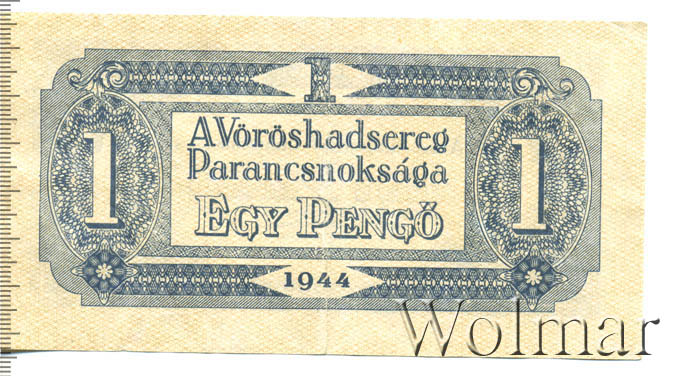 1
A Vöröshadsereg
Parancsnoksága
EGY PENGŐ
1
1
1944
Wolmar